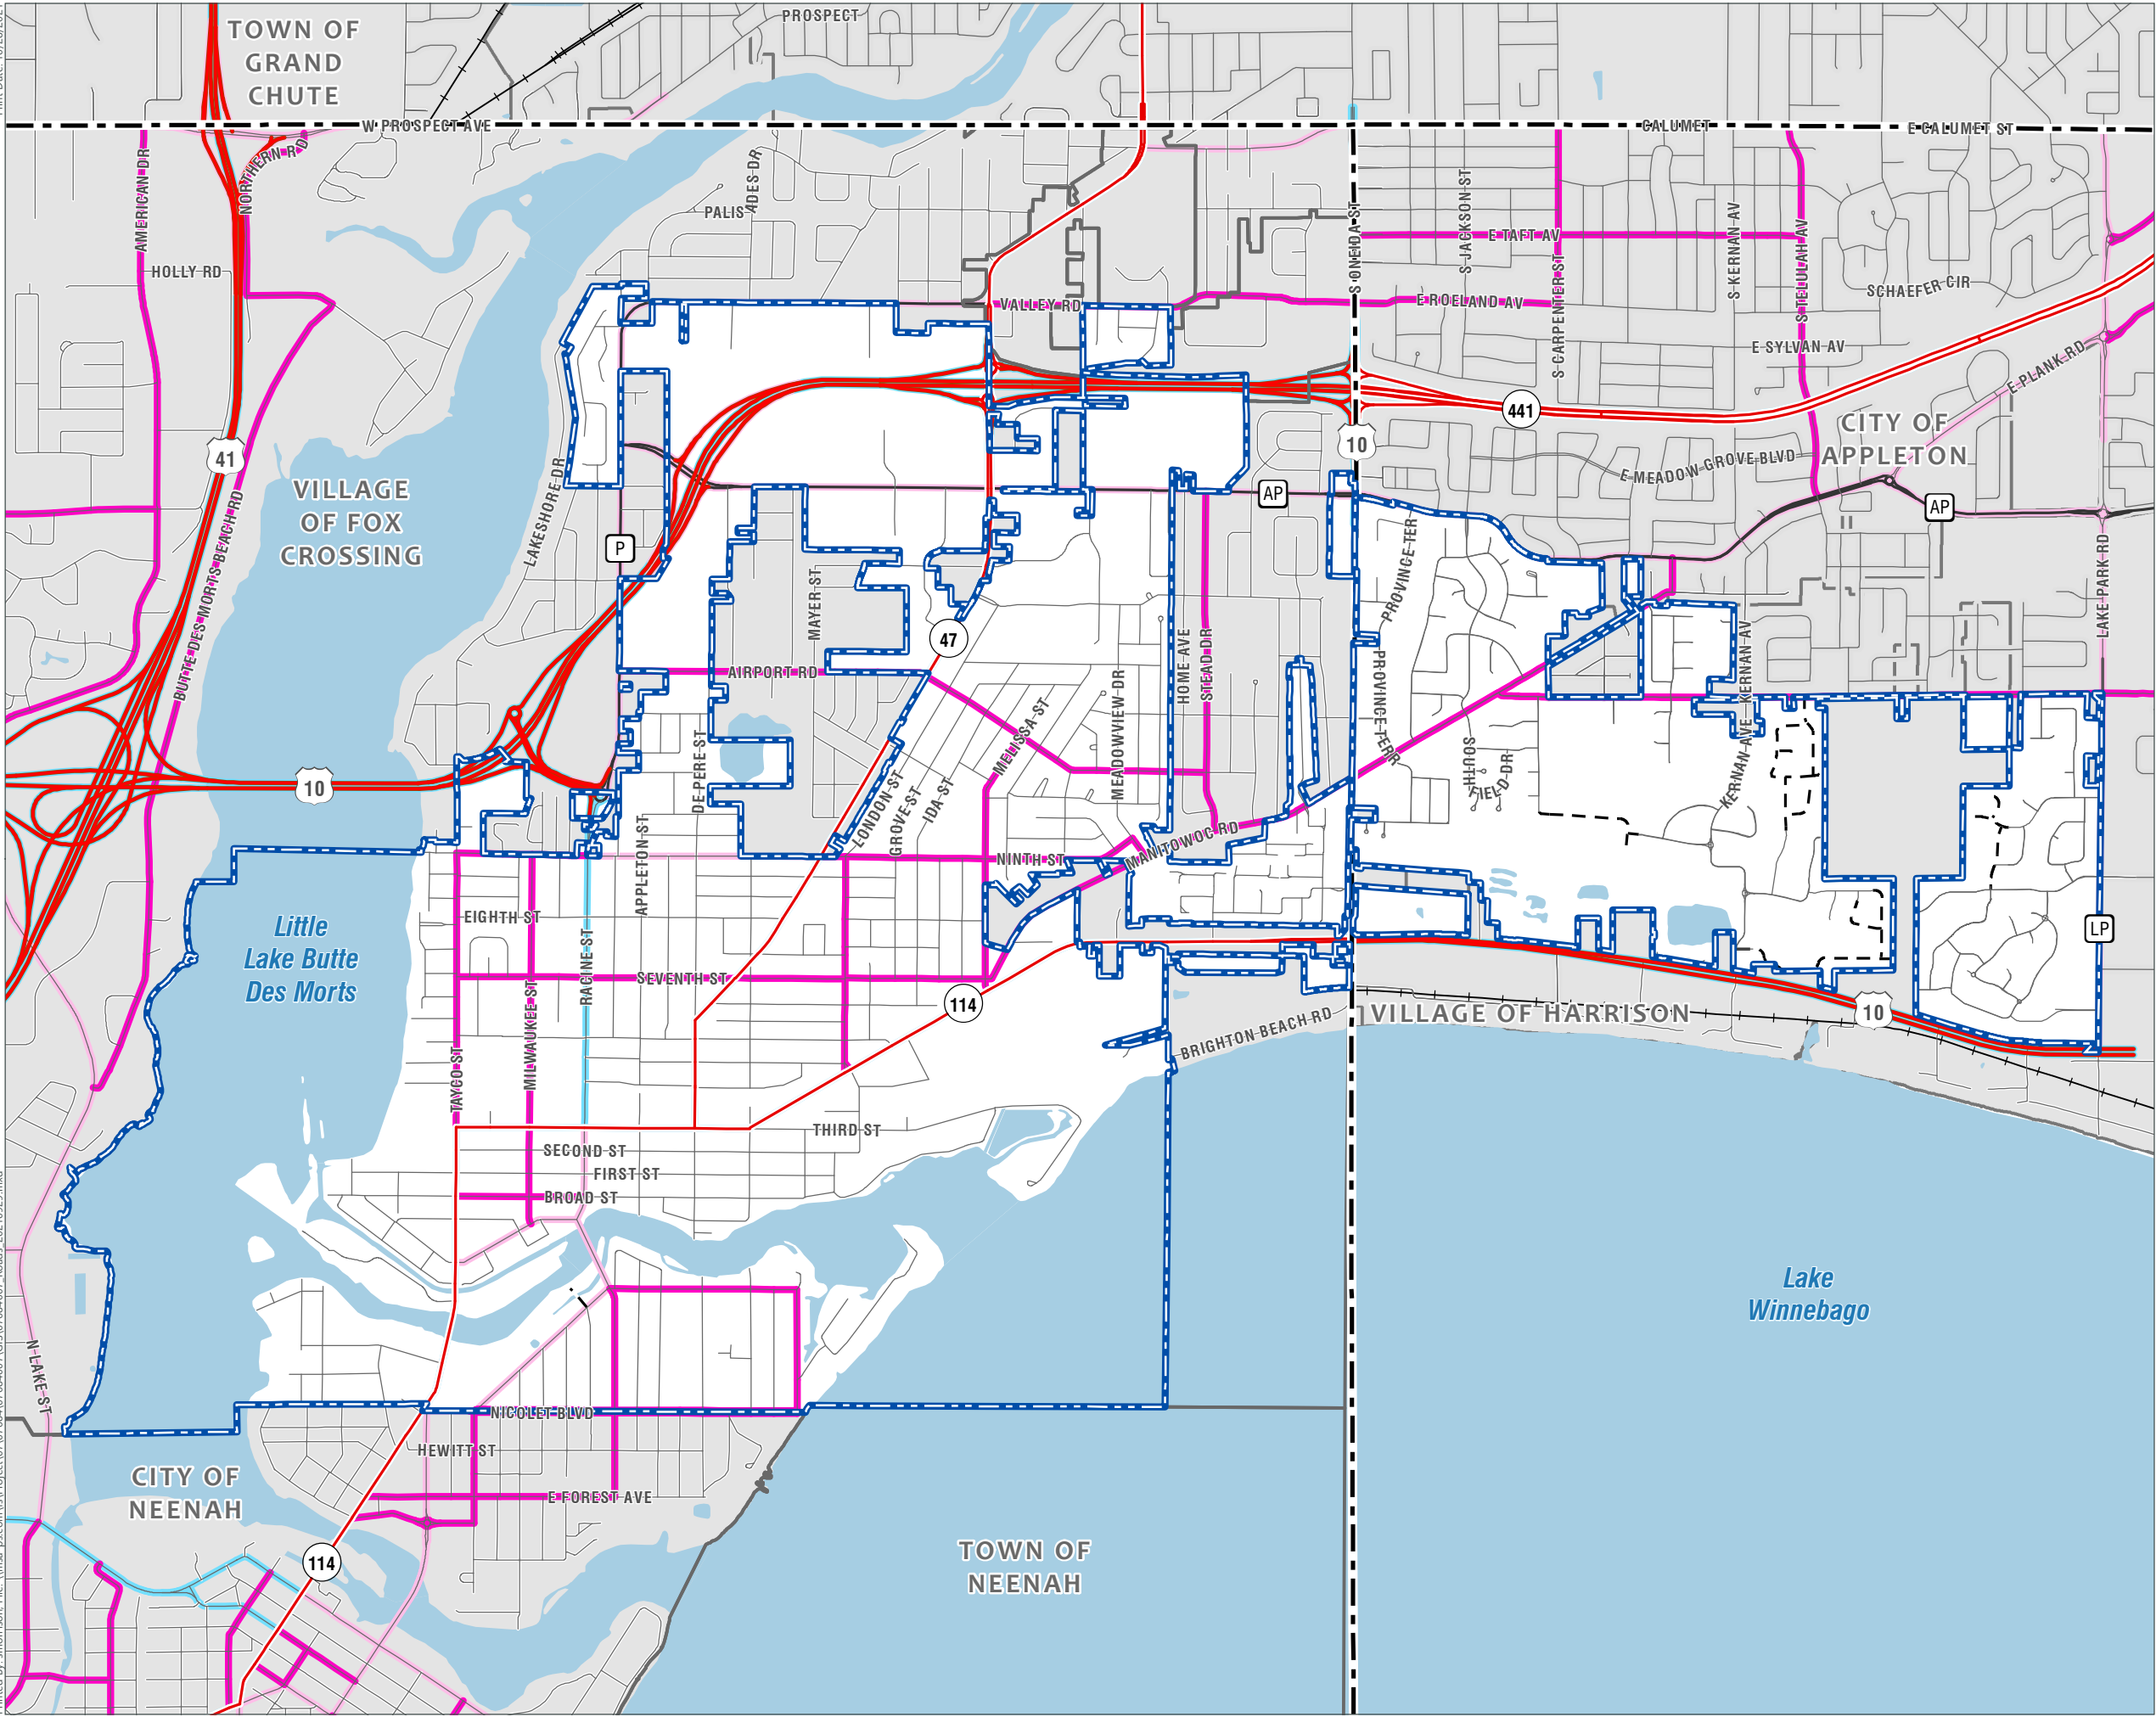 TOWN OF
GRAND
CHUTE
PROSPECT
W PROSPECT AVE
CALUMET
E CALUMET ST
NORTHERN RD
AMERICAN DR
HOLLY RD
PALISADES DR
S ONEIDA ST
S JACKSON ST
E TAFT AV
S KERNAN AV
S TELULAH AV
SCHAEFER CIR
VALLEY RD
E ROELAND AV
S CARPENTER ST
E SYLVAN AV
E PLANK RD
441
CITY OF
APPLETON
10
41
E MEADOW GROVE BLVD
VILLAGE
OF FOX
CROSSING
LAKESHORE DR
AP
AP
P
BUTTE DES MORTS BEACH RD
PROVINCE TER
LAKE PARK RD
MAYER ST
47
HOME AVE
STEAD DR
KERNAN AV
AIRPORT RD
MEADOWVIEW DR
MELISSA ST
PROVINCE TERR
DE PERE ST
SOUTH
FIELD DR
KERNAN AVE
10
LONDON ST
GROVE ST
IDA ST
MANITOWOC RD
NINTH ST
APPLETON ST
EIGHTH ST
Little
Lake Butte
Des Morts
RACINE ST
SEVENTH ST
MILWAUKEE ST
TAYCO ST
114
LP
VILLAGE OF HARRISON
10
BRIGHTON BEACH RD
THIRD ST
SECOND ST
FIRST ST
BROAD ST
Lake
Winnebago
N LAKE ST
NICOLET BLVD
HEWITT ST
CITY OF
NEENAH
E FOREST AVE
114
TOWN OF
NEENAH